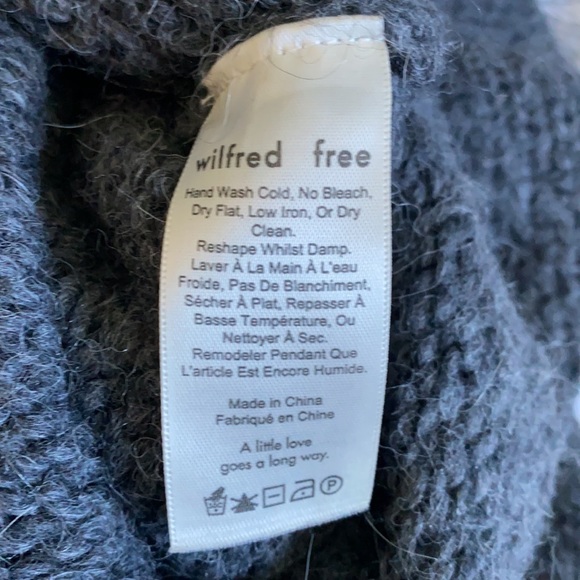 wilfred free
Hand Wash Cold, No Bleach,
Dry Flat, Low Iron, Or Dry
Clean.
Reshape Whilst Damp.
Laver À La Main À L'eau
Froide, Pas De Blanchiment,
Sécher À Plat, Repasser À
Basse Température, Ou
Nettoyer À Sec.
Remodeler Pendant Que
L'article Est Encore Humide.
Made in China
Fabriqué en Chine
A little love
goes a long way.
P